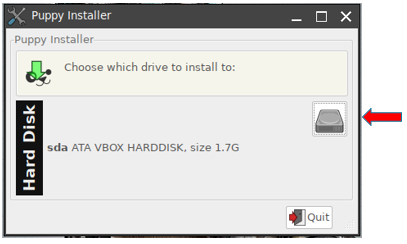 Puppy Installer
Puppy Installer
Choose which drive to install to:
Hard Disk
sda ATA VBOX HARDDISK, size 1.7G
Quit